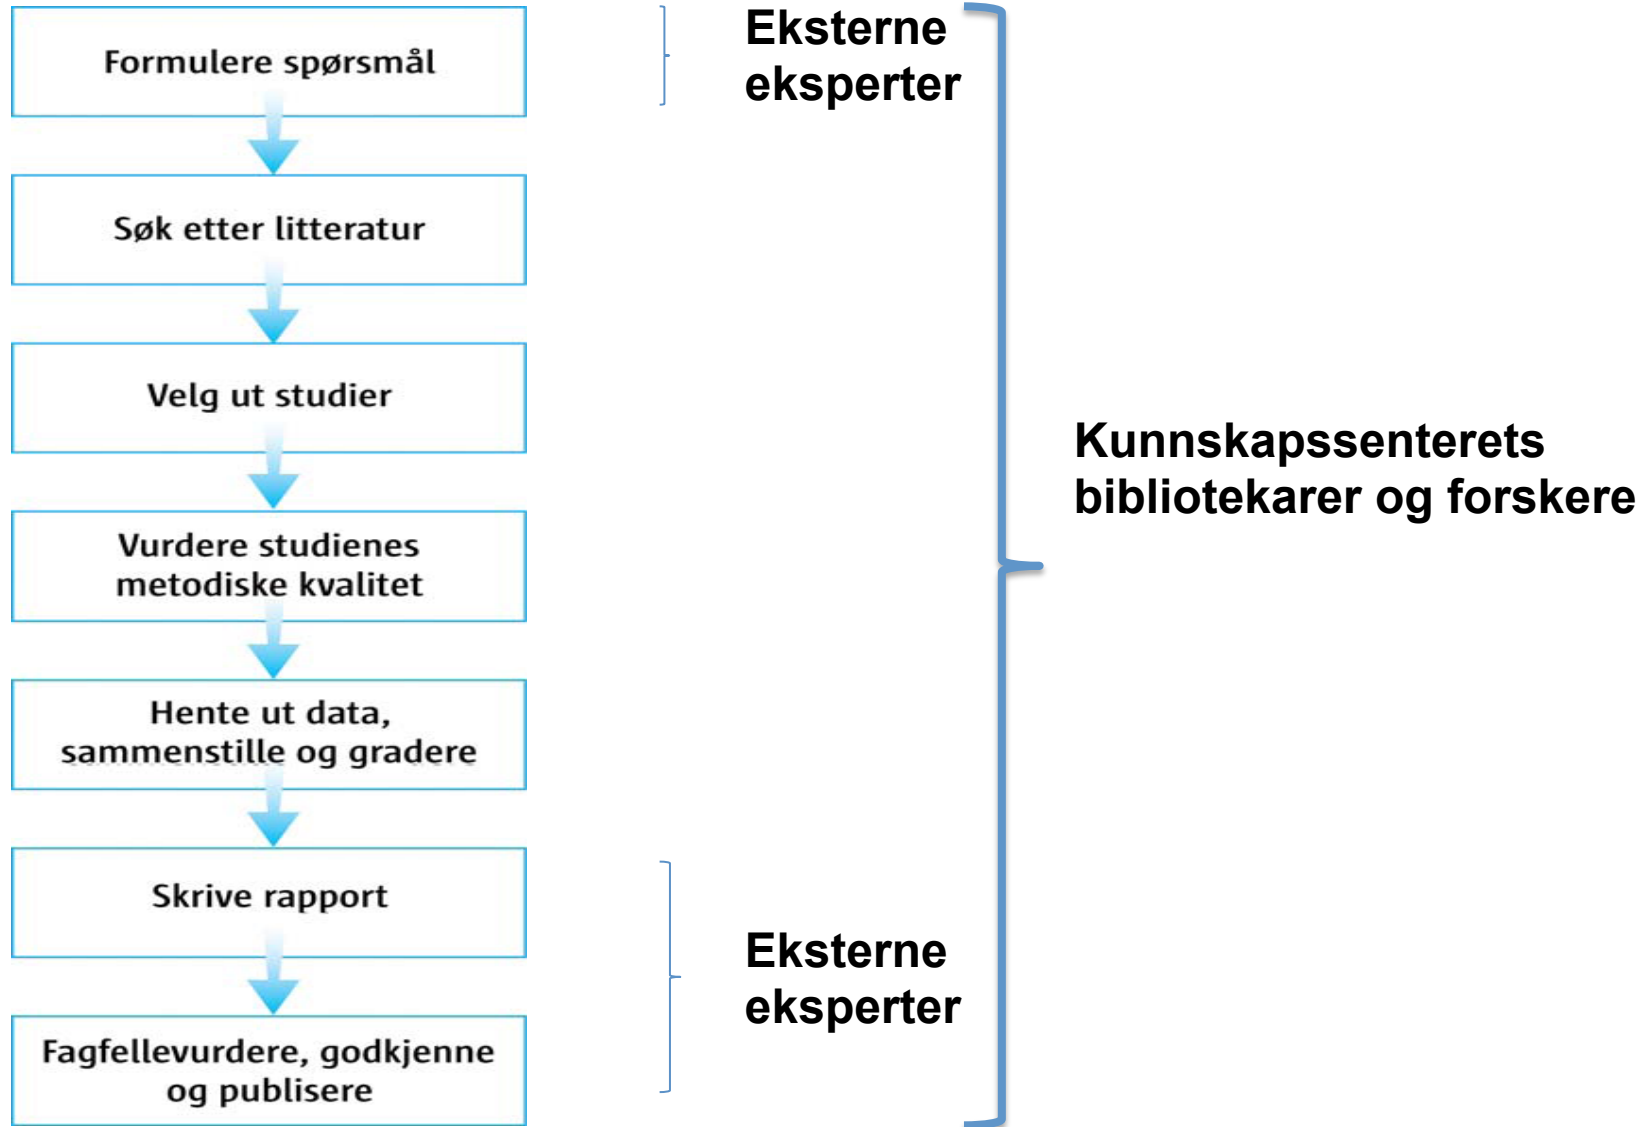 Formulere spørsmål
Eksterne
eksperter
Søk etter litteratur
Velg ut studier
Kunnskapssenterets
bibliotekarer og forskere
Vurdere studienes
metodiske kvalitet
Hente ut data,
sammenstille og gradere
Skrive rapport
Eksterne
eksperter
Fagfellevurdere, godkjenne
og publisere